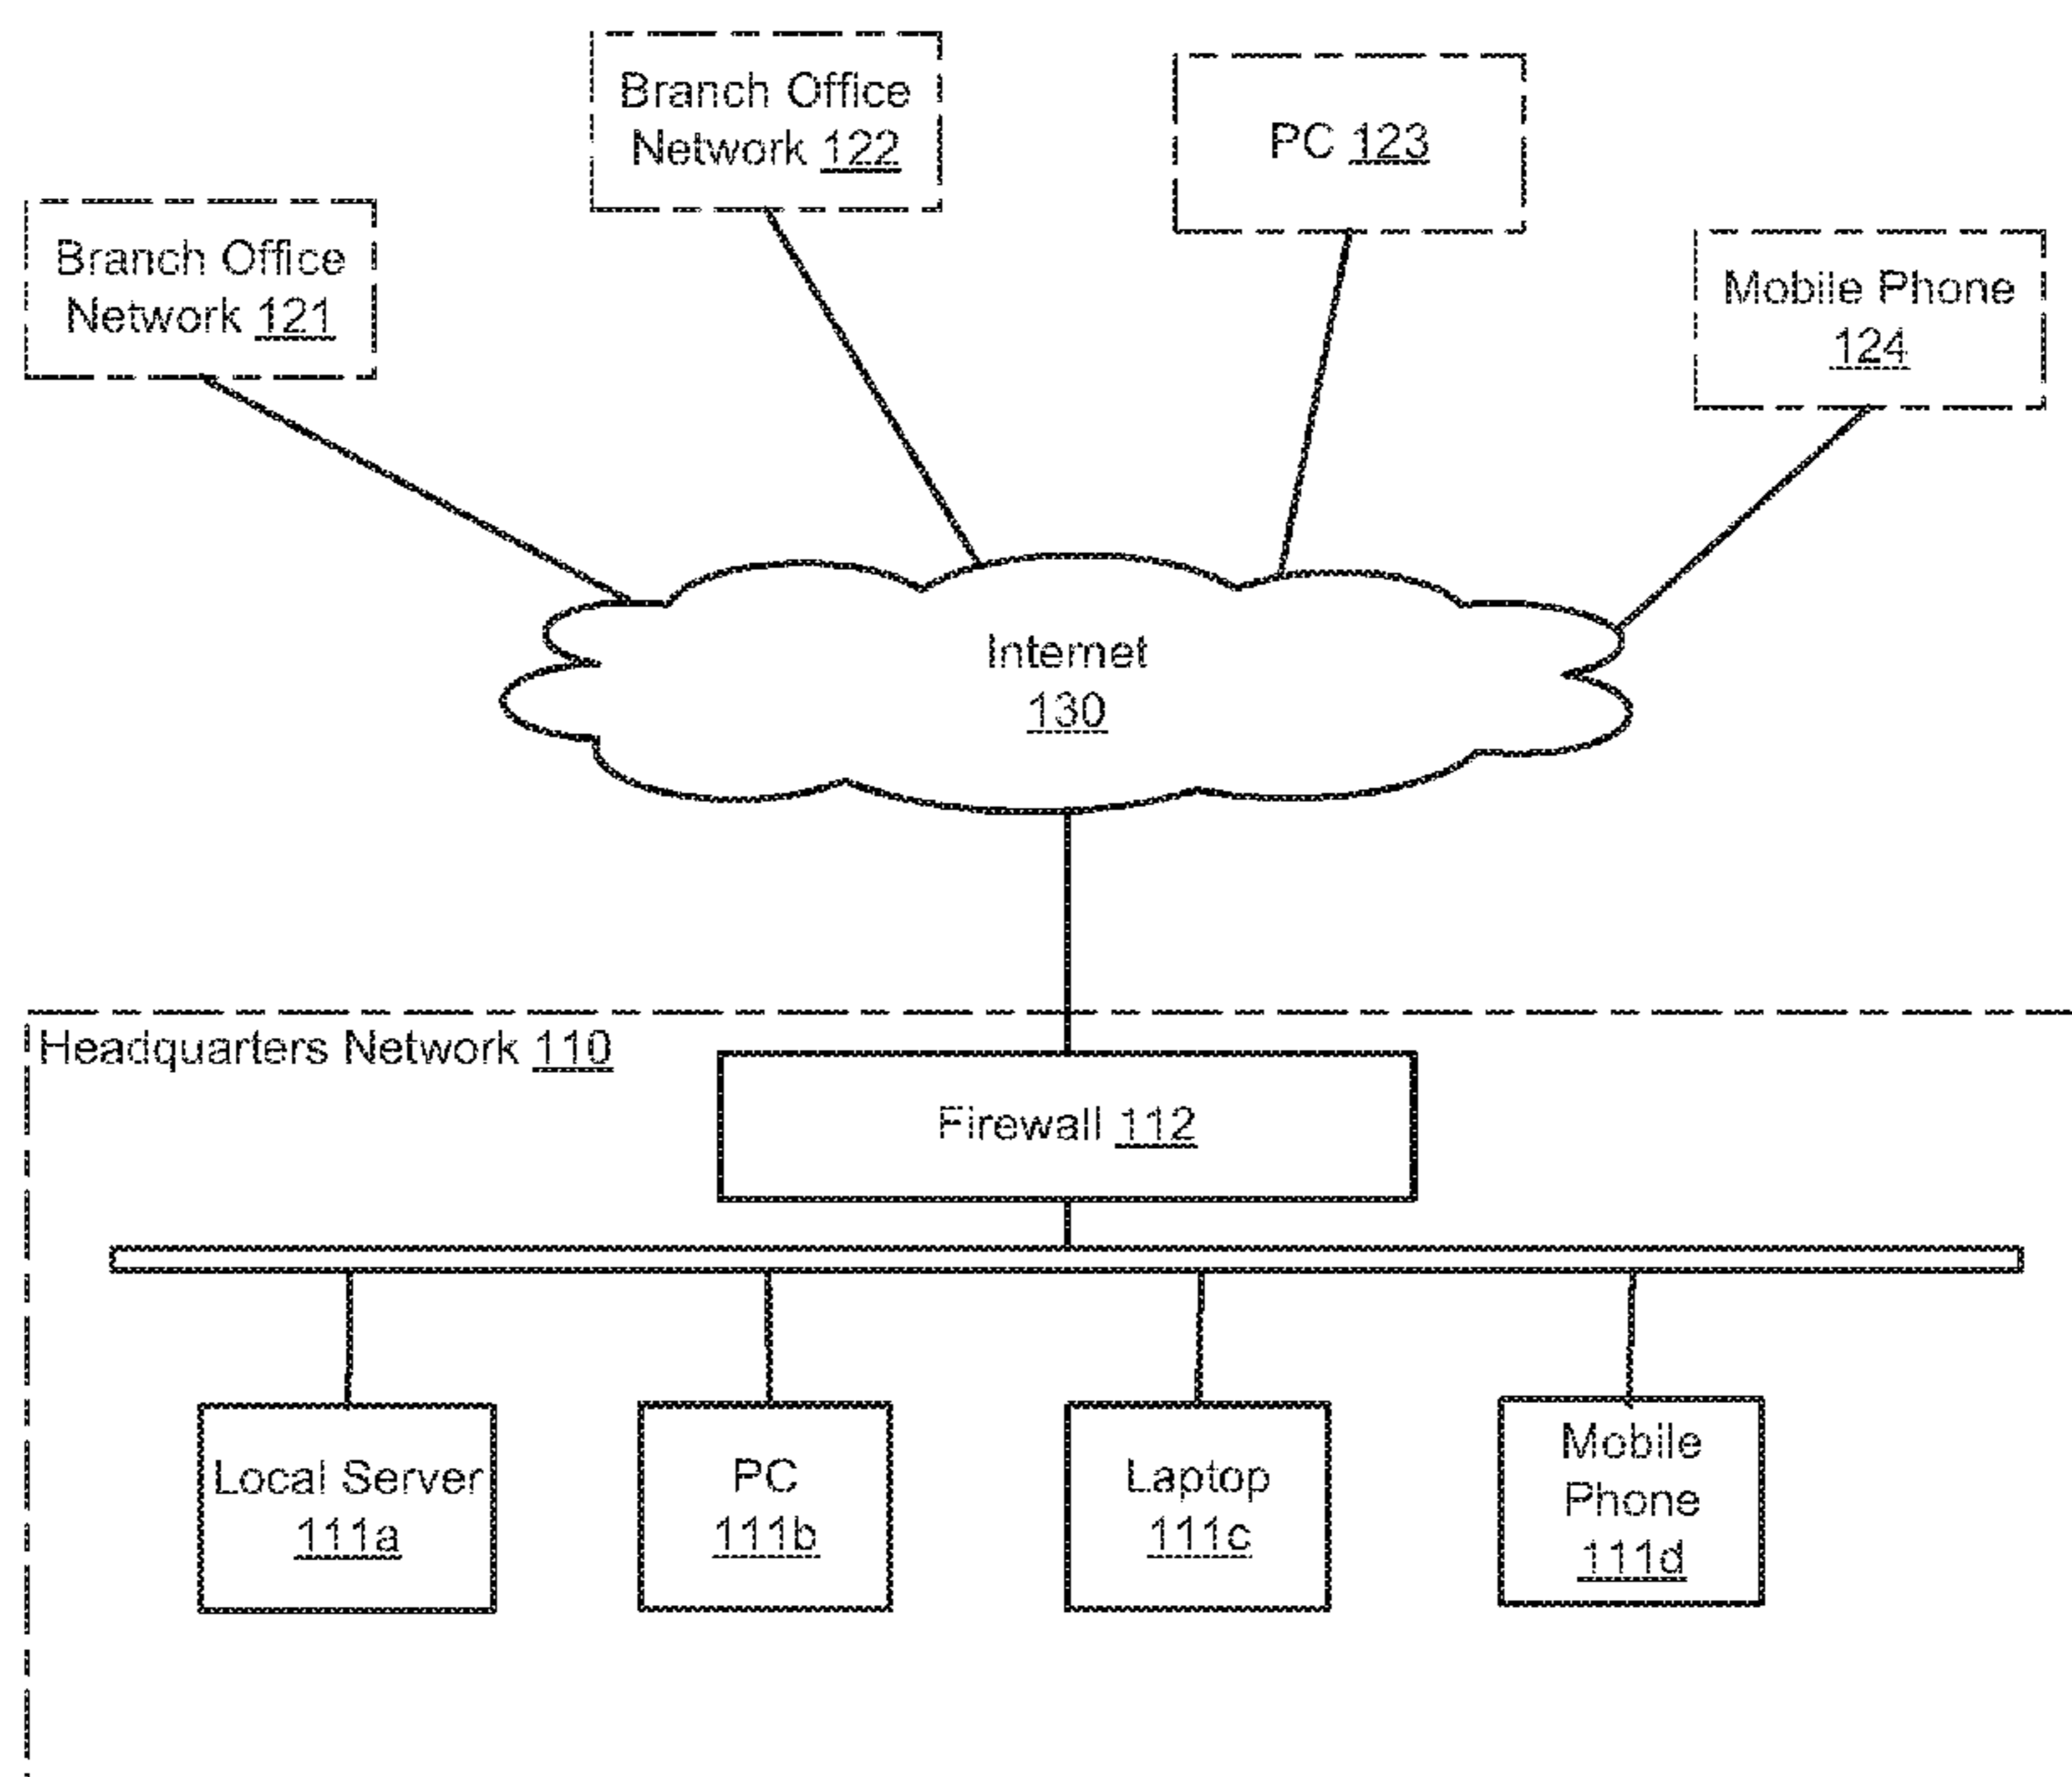 Branch Office
Network 122
PC 123
Branch Office
Network 121
Mobile Phone
124
Internet
130
Headquarters Network 110
Firewall 112
Local Server
111a
PC
111b
Laptop
111c
Mobile
Phone
111d